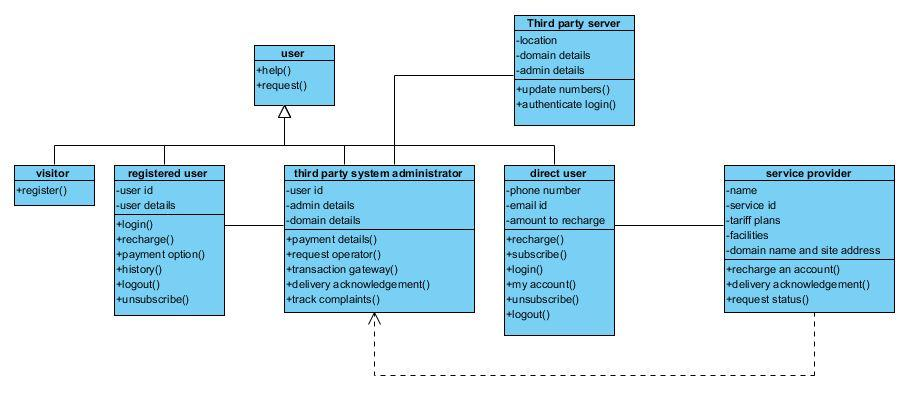 Third party server
-location
-domain details
-admin details
+update numbers()
+authenticate login()
user
+help()
+request()
visitor
+register()
registered user
-user id
-user details
+login()
+recharge()
+payment option()
+history()
+logout()
+unsubscribe()
third party system administrator
-user id
-admin details
-domain details
+payment details()
+request operator()
+transaction gateway()
+delivery acknowledgement()
+track complaints()
direct user
-phone number
-email id
-amount to recharge
+recharge()
+subscribe()
+login()
+my account()
+unsubscribe()
+logout()
service provider
-name
-service id
-tariff plans
-facilities
-domain name and site address
+recharge an account()
+delivery acknowledgement()
+request status()